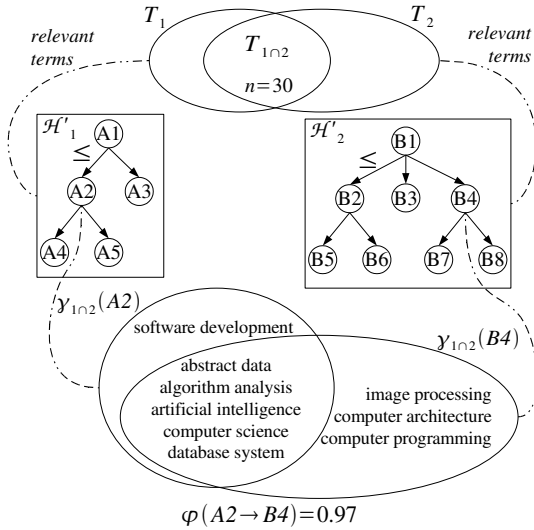 T₁
T₂
relevant
terms
T₁∩₂
n=30
relevant
terms
ℋ'₁
A1
≤
A2
A3
A4
A5
ℋ'₂
B1
≤
B2
B3
B4
B5
B6
B7
B8
γ₁∩₂(A2)
γ₁∩₂(B4)
software development
abstract data
algorithm analysis
artificial intelligence
computer science
database system
image processing
computer architecture
computer programming
φ(A2→B4)=0.97